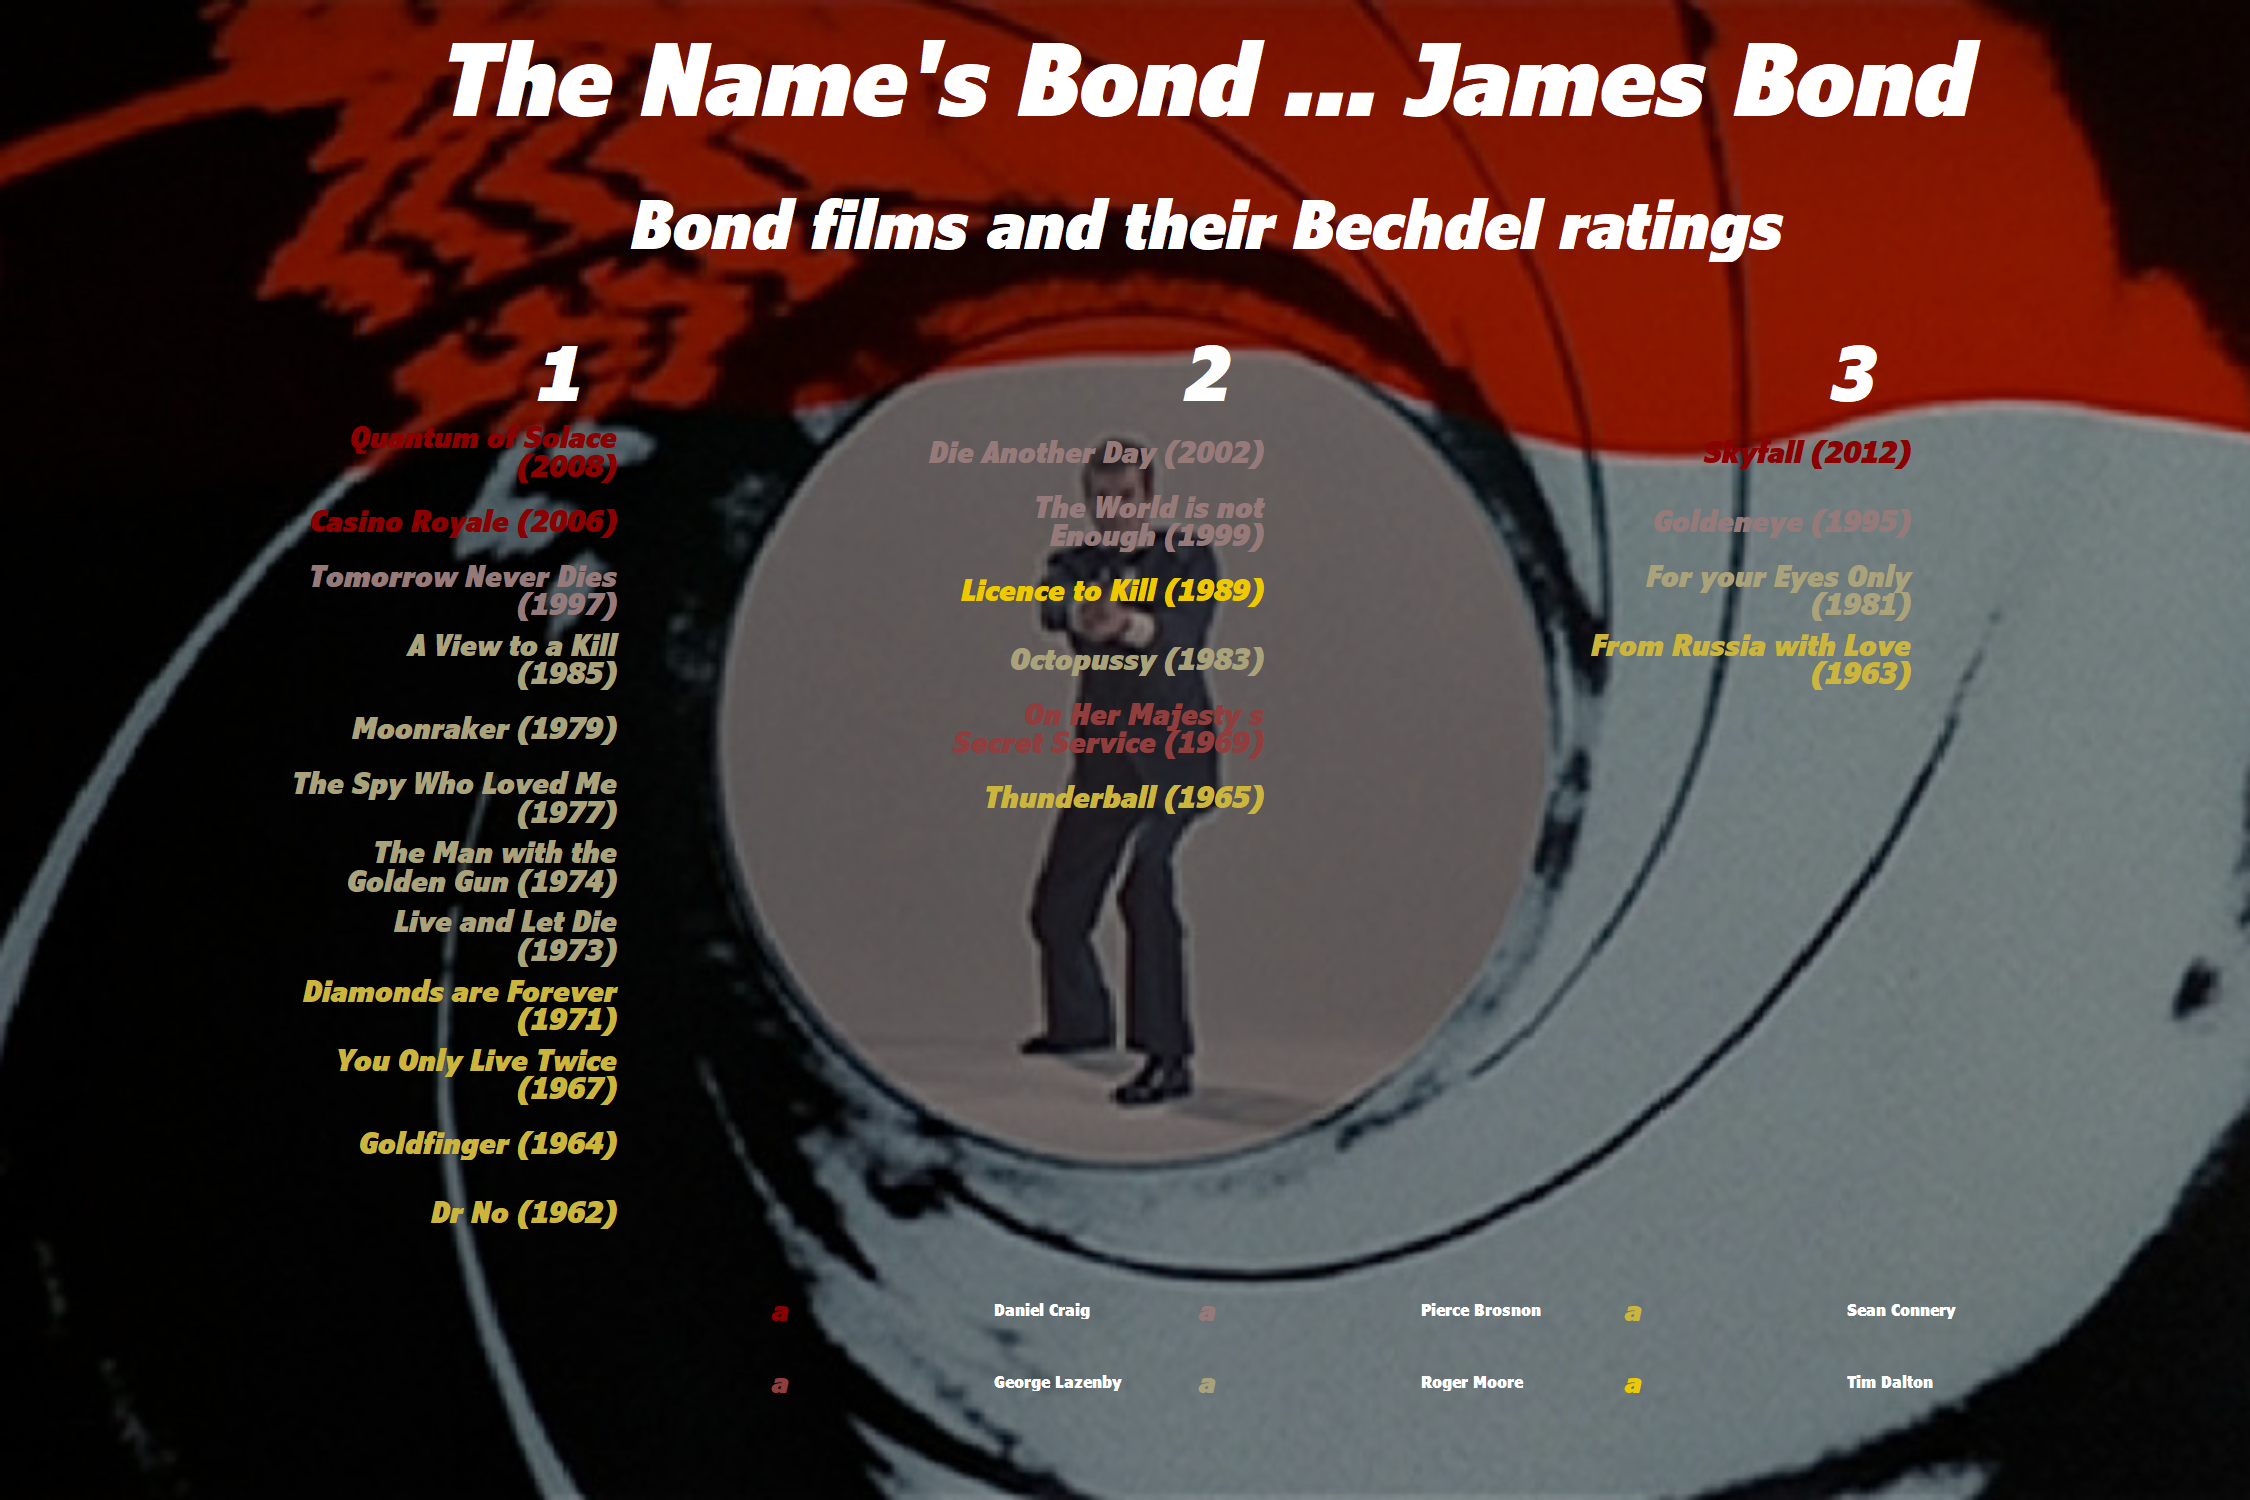 The Name's Bond ... James Bond
Bond films and their Bechdel ratings
1
Quantum of Solace
(2008)
Casino Royale (2006)
Tomorrow Never Dies
(1997)
A View to a Kill
(1985)
Moonraker (1979)
The Spy Who Loved Me
(1977)
The Man with the
Golden Gun (1974)
Live and Let Die
(1973)
Diamonds are Forever
(1971)
You Only Live Twice
(1967)
Goldfinger (1964)
Dr No (1962)
2
Die Another Day (2002)
The World is not
Enough (1999)
Licence to Kill (1989)
Octopussy (1983)
On Her Majesty s
Secret Service (1969)
Thunderball (1965)
3
Skyfall (2012)
Goldeneye (1995)
For your Eyes Only
(1981)
From Russia with Love
(1963)
a Daniel Craig a Pierce Brosnon a Sean Connery
a George Lazenby a Roger Moore a Tim Dalton